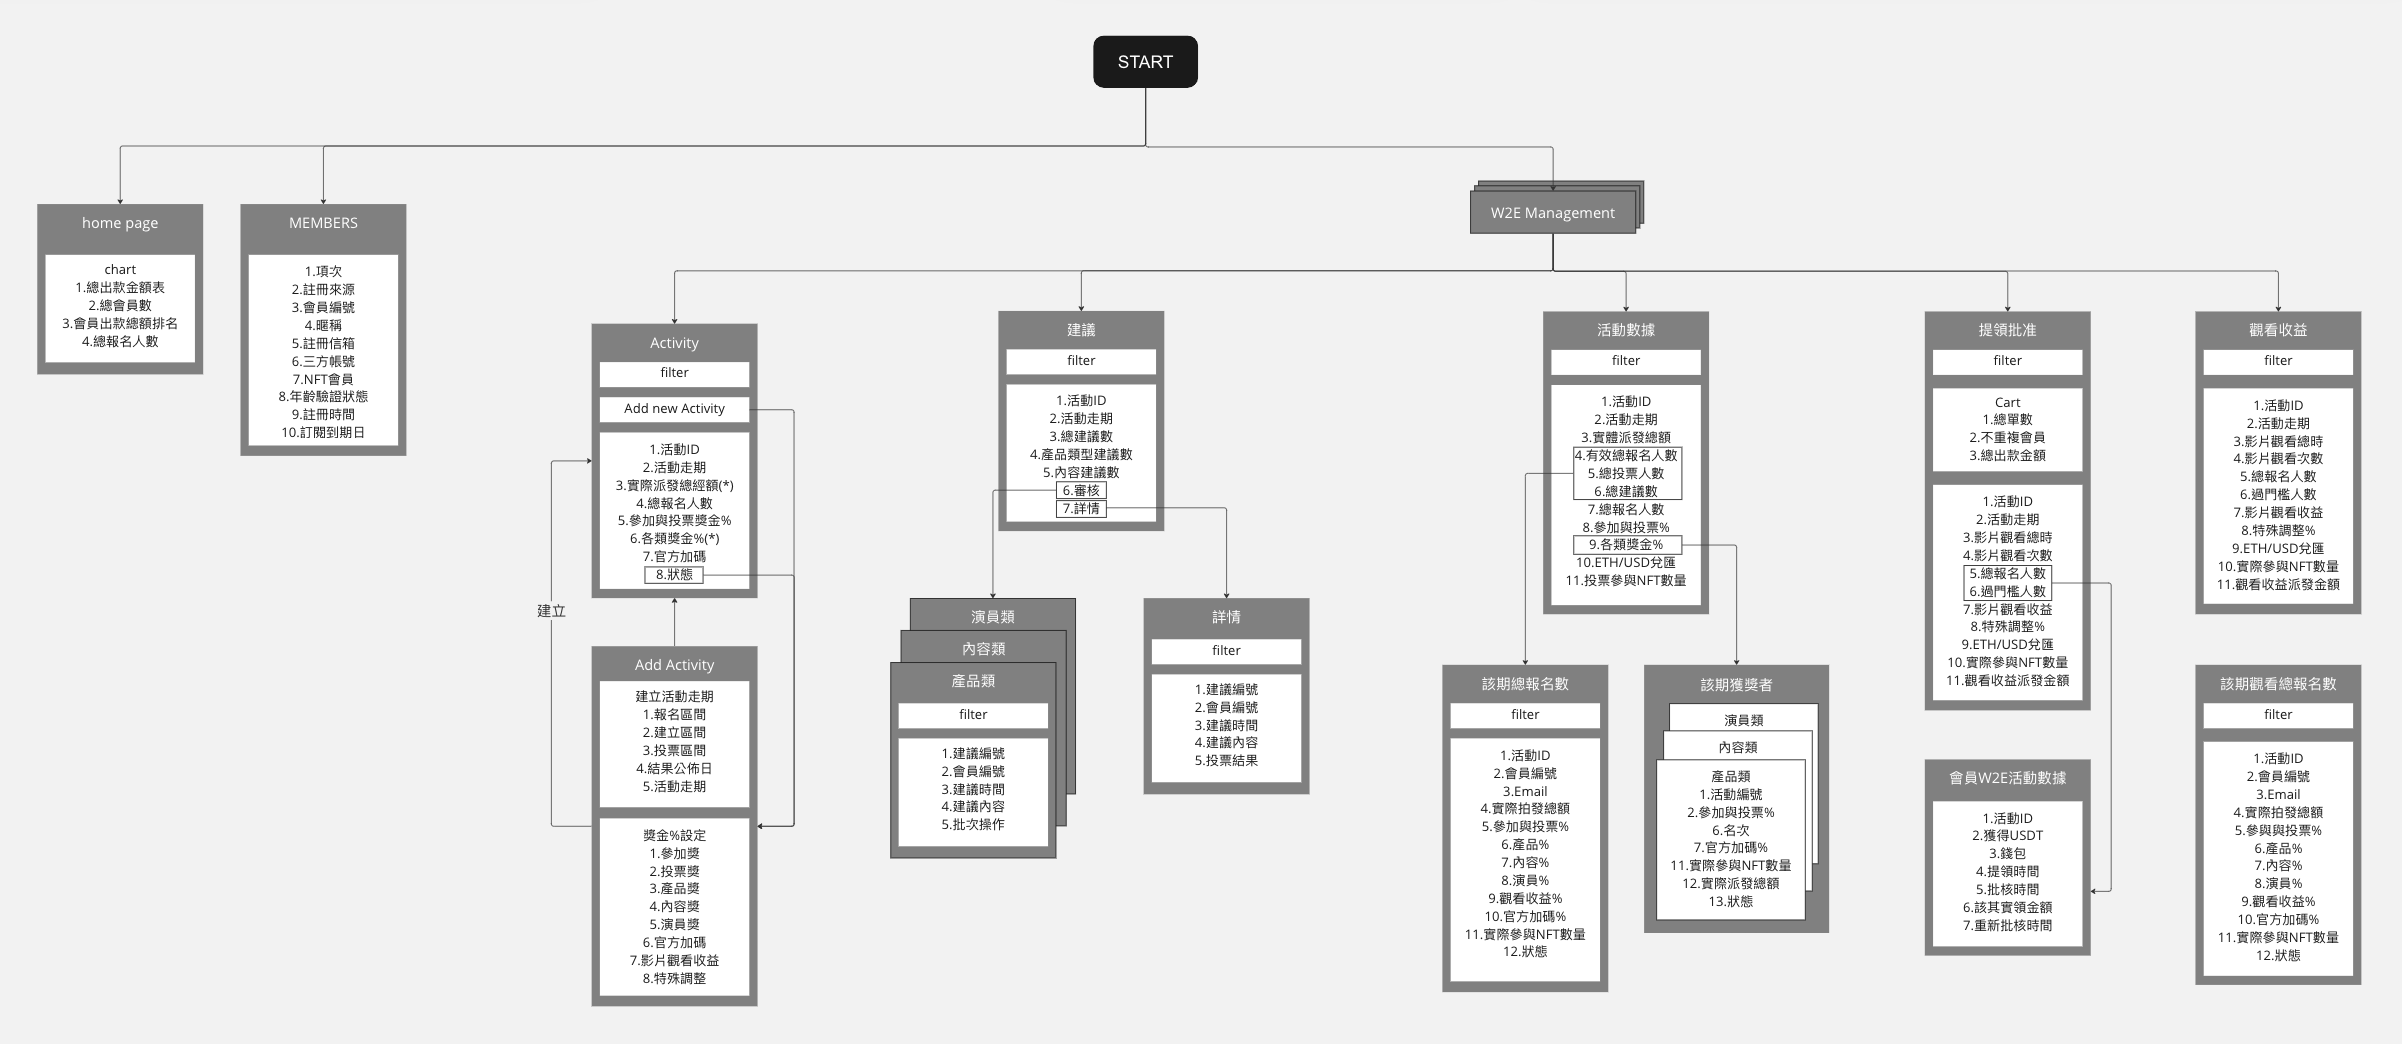 START
home page
chart
1.總出款金額表
2.總會員數
3.會員出款總額排名
4.總報名人數
MEMBERS
1.項次
2.註冊來源
3.會員編號
4.暱稱
5.註冊信箱
6.三方帳號
7.NFT會員
8.年齡驗證狀態
9.註冊時間
10.訂閱到期日
W2E Management
Activity
filter
Add new Activity
1.活動ID
2.活動走期
3.實際派發總經額(*)
4.總報名人數
5.參加與投票獎金%
6.各類獎金%(*)
7.官方加碼
8.狀態
建立
Add Activity
建立活動走期
1.報名區間
2.建立區間
3.投票區間
4.結果公佈日
5.活動走期
獎金%設定
1.參加獎
2.投票獎
3.產品獎
4.內容獎
5.演員獎
6.官方加碼
7.影片觀看收益
8.特殊調整
建議
filter
1.活動ID
2.活動走期
3.總建議數
4.產品類型建議數
5.內容建議數
6.審核
7.詳情
演員類
內容類
產品類
filter
1.建議編號
2.會員編號
3.建議時間
4.建議內容
5.批次操作
詳情
filter
1.建議編號
2.會員編號
3.建議時間
4.建議內容
5.投票結果
活動數據
filter
1.活動ID
2.活動走期
3.實體派發總額
4.有效總報名人數
5.總投票人數
6.總建議數
7.總報名人數
8.參加與投票%
9.各類獎金%
10.ETH/USD兌匯
11.投票參與NFT數量
該期總報名數
filter
1.活動ID
2.會員編號
3.Email
4.實際拍發總額
5.參加與投票%
6.產品%
7.內容%
8.演員%
9.觀看收益%
10.官方加碼%
11.實際參與NFT數量
12.狀態
該期獲獎者
演員類
內容類
產品類
1.活動編號
2.參加與投票%
6.名次
7.官方加碼%
11.實際參與NFT數量
12.實際派發總額
13.狀態
提領批准
filter
Cart
1.總單數
2.不重複會員
3.總出款金額
1.活動ID
2.活動走期
3.影片觀看總時
4.影片觀看次數
5.總報名人數
6.過門檻人數
7.影片觀看收益
8.特殊調整%
9.ETH/USD兌匯
10.實際參與NFT數量
11.觀看收益派發金額
會員W2E活動數據
1.活動ID
2.獲得USDT
3.錢包
4.提領時間
5.批核時間
6.該其實領金額
7.重新批核時間
觀看收益
filter
1.活動ID
2.活動走期
3.影片觀看總時
4.影片觀看次數
5.總報名人數
6.過門檻人數
7.影片觀看收益
8.特殊調整%
9.ETH/USD兌匯
10.實際參與NFT數量
11.觀看收益派發金額
該期觀看總報名數
filter
1.活動ID
2.會員編號
3.Email
4.實際拍發總額
5.參與與投票%
6.產品%
7.內容%
8.演員%
9.觀看收益%
10.官方加碼%
11.實際參與NFT數量
12.狀態